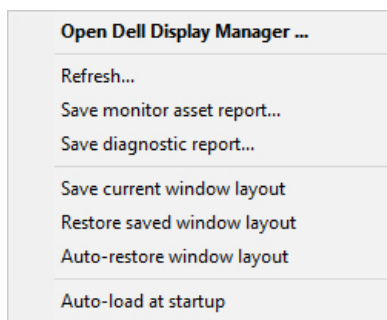 Open Dell Display Manager ...
Refresh...
Save monitor asset report...
Save diagnostic report...
Save current window layout
Restore saved window layout
Auto-restore window layout
Auto-load at startup